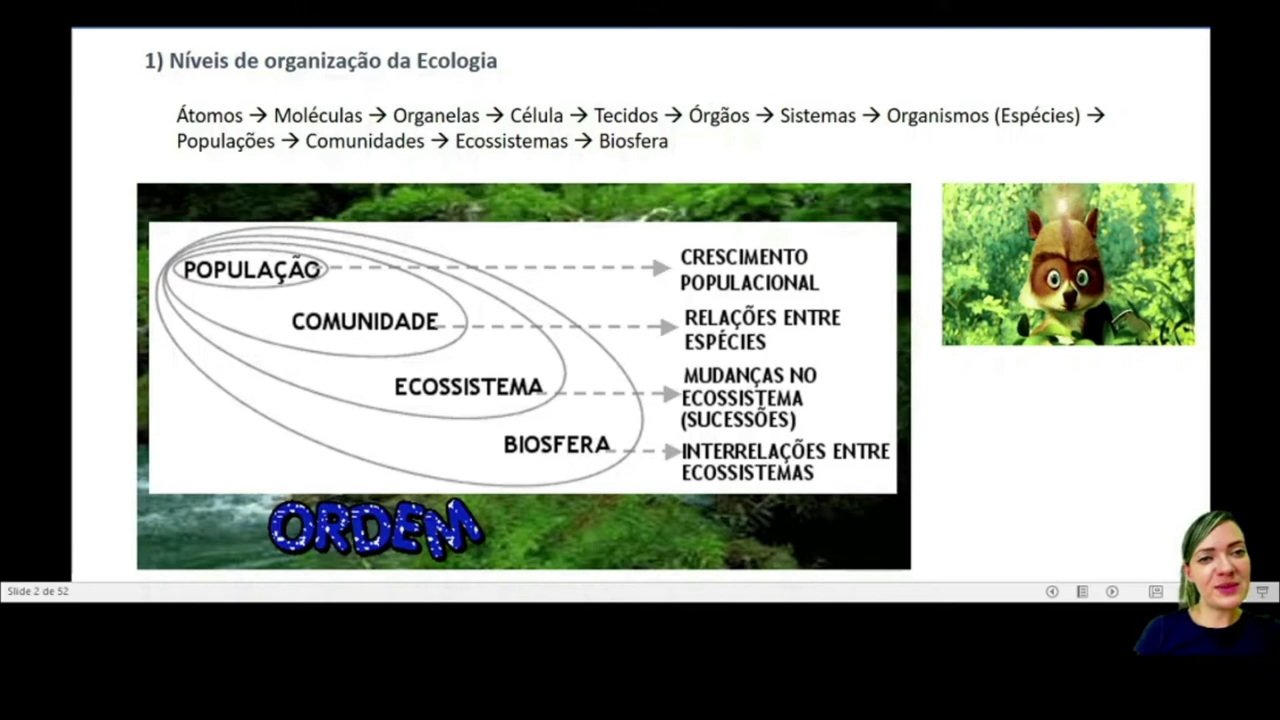 1) Níveis de organização da Ecologia
Átomos → Moléculas → Organelas → Célula → Tecidos → Órgãos → Sistemas → Organismos (Espécies) →
Populações → Comunidades → Ecossistemas → Biosfera
POPULAÇÃO
CRESCIMENTO
POPULACIONAL
COMUNIDADE
RELAÇÕES ENTRE
ESPÉCIES
ECOSSISTEMA
MUDANÇAS NO
ECOSSISTEMA
(SUCESSÕES)
BIOSFERA
INTERRELAÇÕES ENTRE
ECOSSISTEMAS
ORDEM
Slide 2 de 52